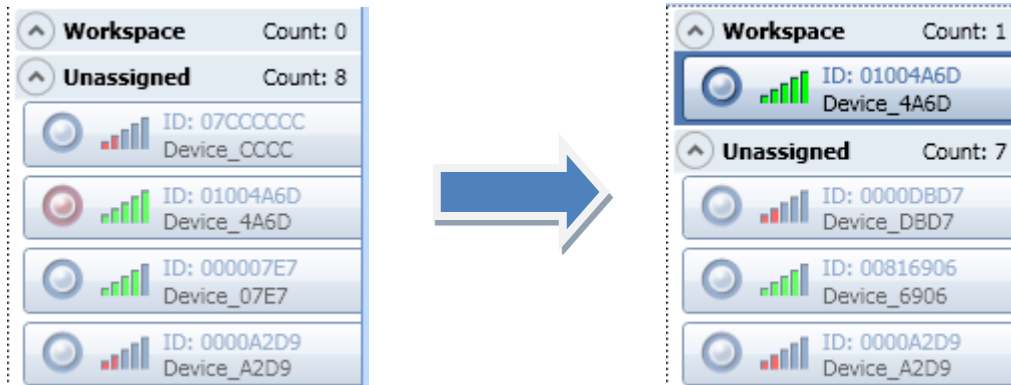 Workspace Count: 0
Unassigned Count: 8
ID: 07CCCCCC
Device_CCCC
ID: 01004A6D
Device_4A6D
ID: 000007E7
Device_07E7
ID: 0000A2D9
Device_A2D9
Workspace Count: 1
ID: 01004A6D
Device_4A6D
Unassigned Count: 7
ID: 0000DBD7
Device_DBD7
ID: 00816906
Device_6906
ID: 0000A2D9
Device_A2D9